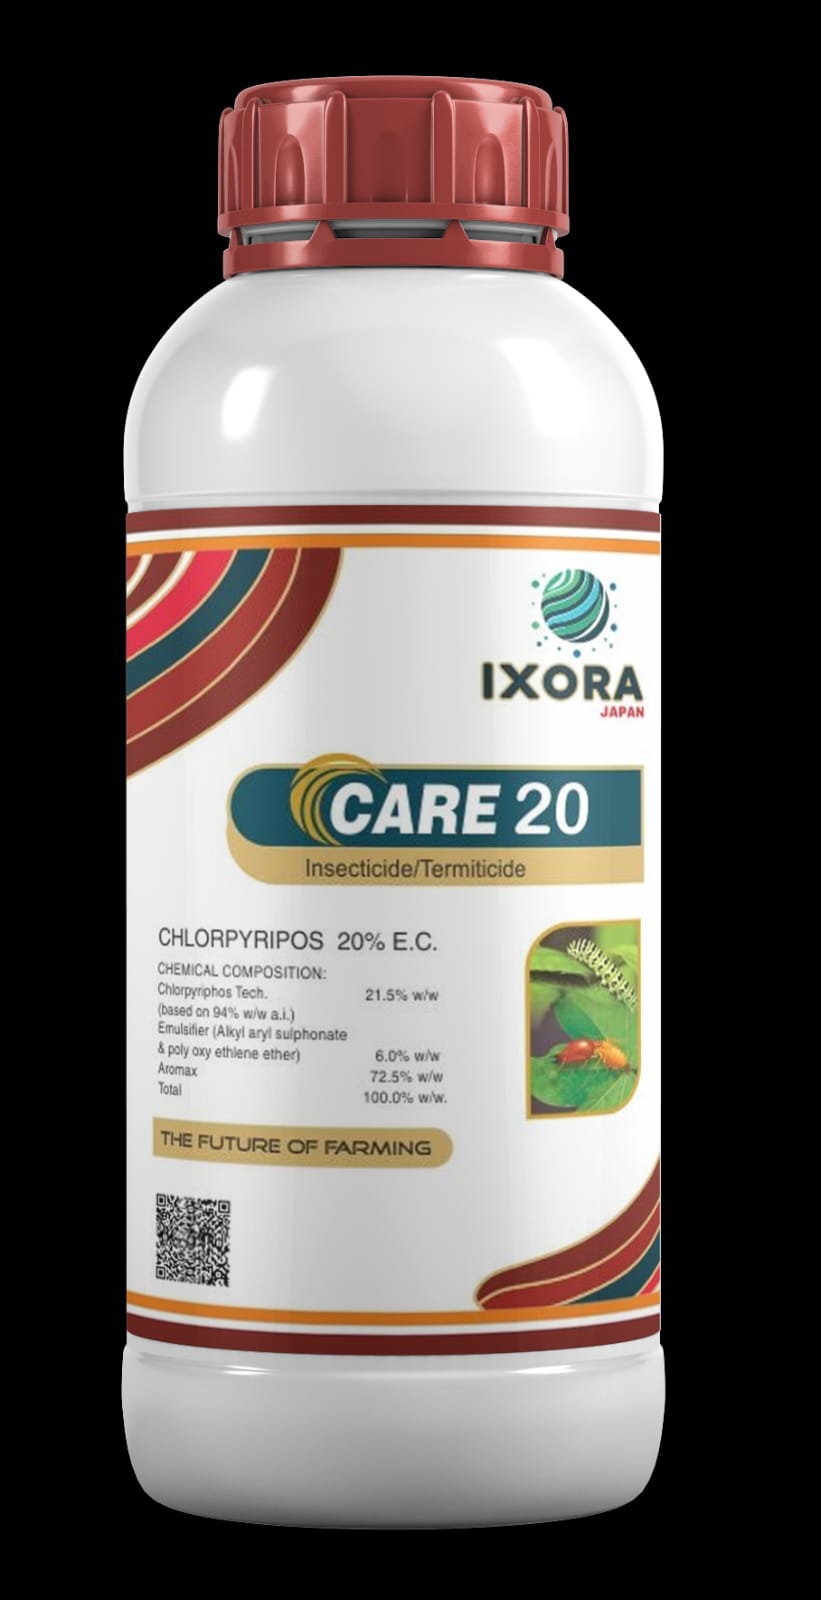 IXORA
JAPAN
CARE 20
Insecticide/Termiticide
CHLORPYRIPOS 20% E.C.
CHEMICAL COMPOSITION:
Chlorpyriphos Tech. 21.5% w/w
(based on 94% w/w a.i.)
Emulsifier (Alkyl aryl sulphonate
& poly oxy ethlene ether) 6.0% w/w
Aromax 72.5% w/w
Total 100.0% w/w.
THE FUTURE OF FARMING